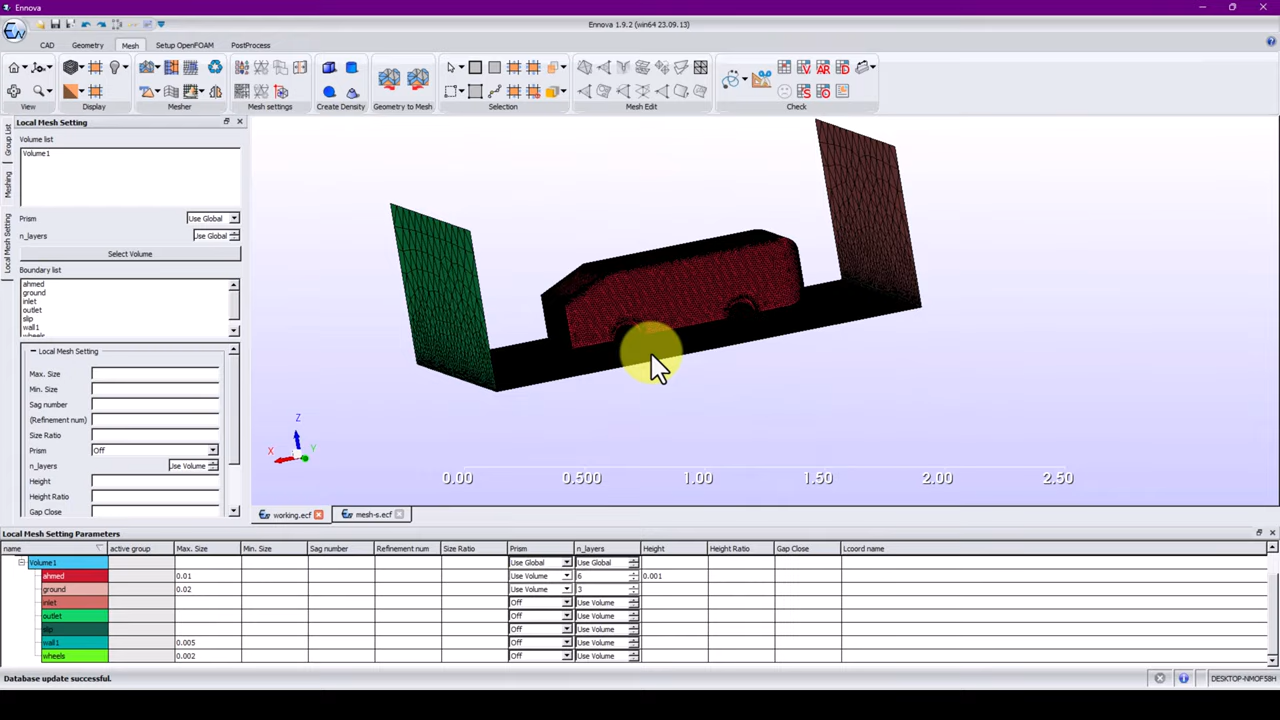 Ennova
Ennova 1.9.2 (win64 23.09.13)
CAD Geometry Mesh Setup OpenFOAM PostProcess
View Display Mesher Mesh settings Create Density Geometry to Mesh Selection Mesh Edit Check
Local Mesh Setting
Group List
Meshing
Local Mesh Setting
Volume list
Volume1
Prism Use Global
n_layers Use Global
Select Volume
Boundary list
ahmed
ground
inlet
outlet
slip
wall1
wheels
Local Mesh Setting
Max. Size
Min. Size
Sag number
(Refinement num)
Size Ratio
Prism Off
n_layers Use Volume
Height
Height Ratio
Gap Close
Z
X Y
0.00 0.500 1.00 1.50 2.00 2.50
working.ecf mesh-s.ecf
Local Mesh Setting Parameters
name active group Max. Size Min. Size Sag number Refinement num Size Ratio Prism n_layers Height Height Ratio Gap Close Lcoord name
Volume1 Use Global Use Global
ahmed 0.01 Use Volume 6 0.001
ground 0.02 Use Volume 3
inlet Off Use Volume
outlet Off Use Volume
slip Off Use Volume
wall1 0.005 Off Use Volume
wheels 0.002 Off Use Volume
Database update successful. DESKTOP-NMOF58H